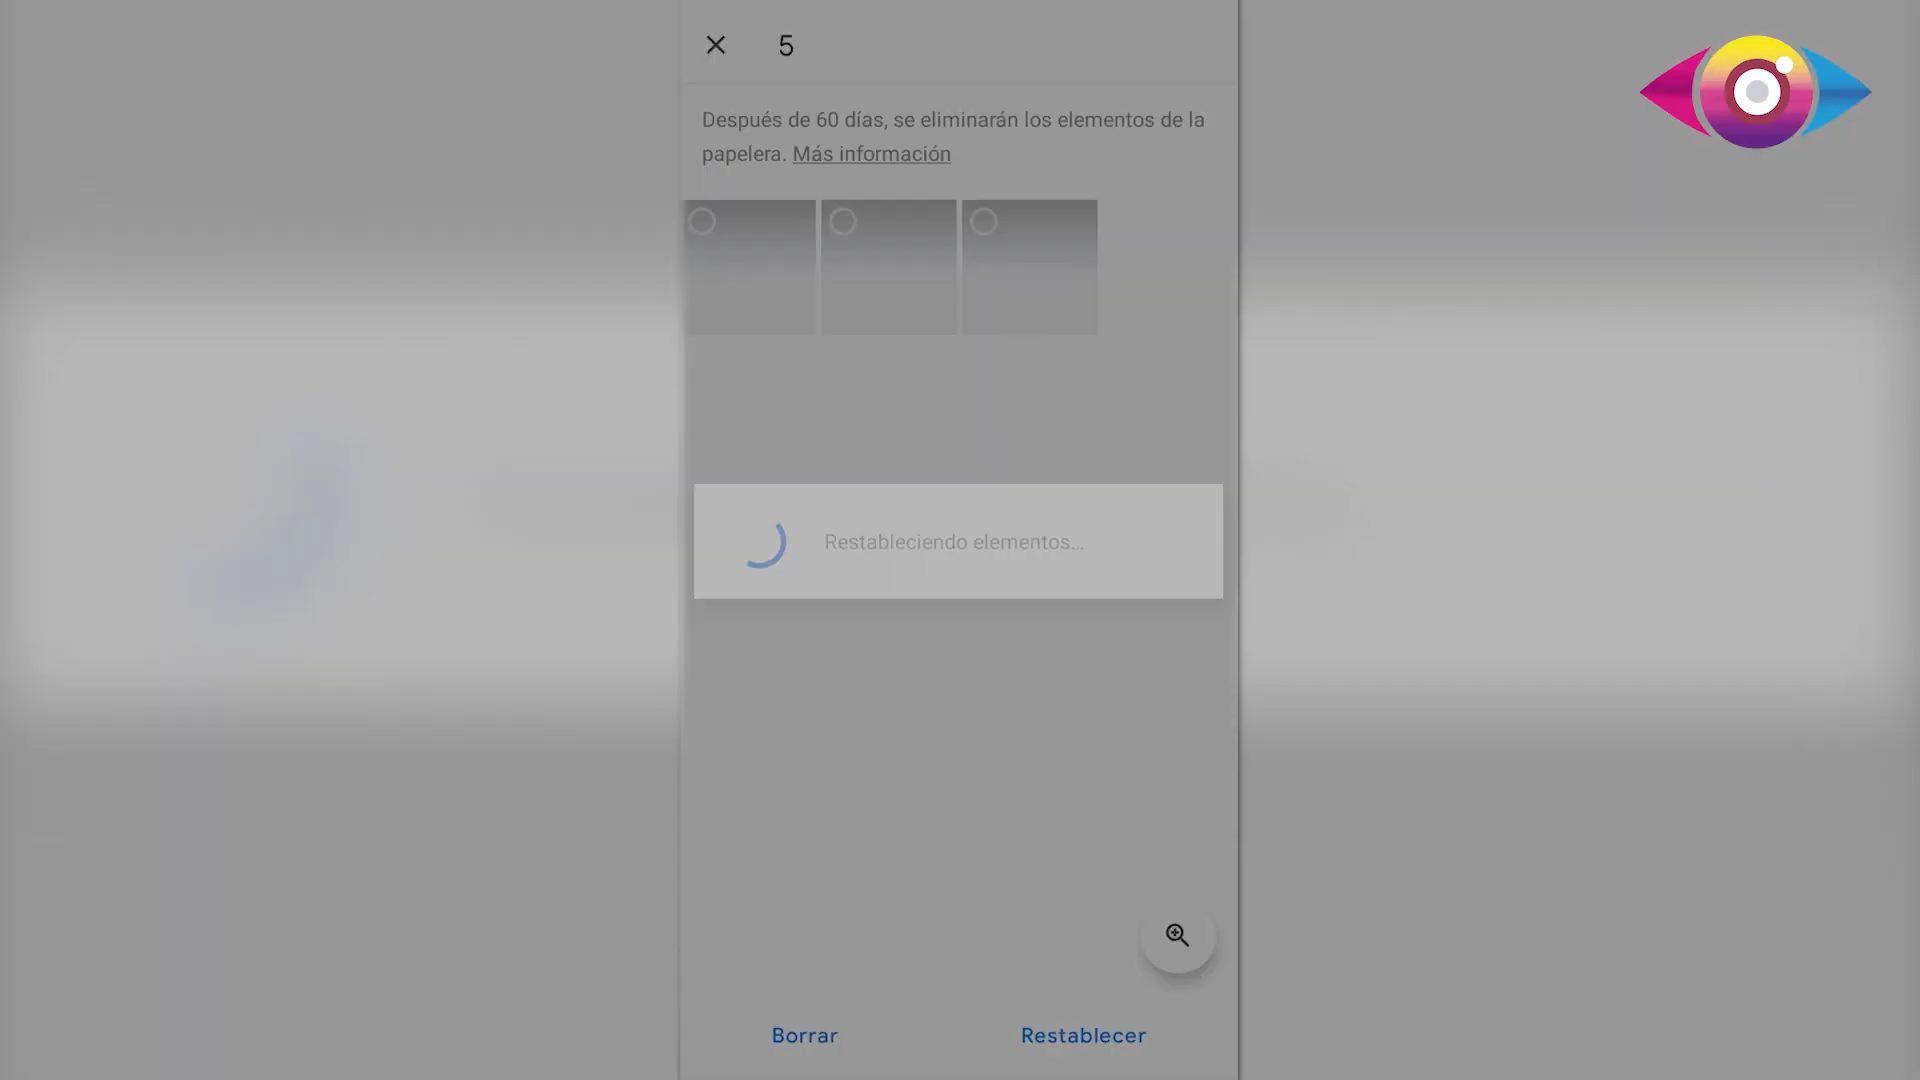 5
Después de 60 días, se eliminarán los elementos de la
papelera. Más información
Restableciendo elementos...
Borrar
Restablecer